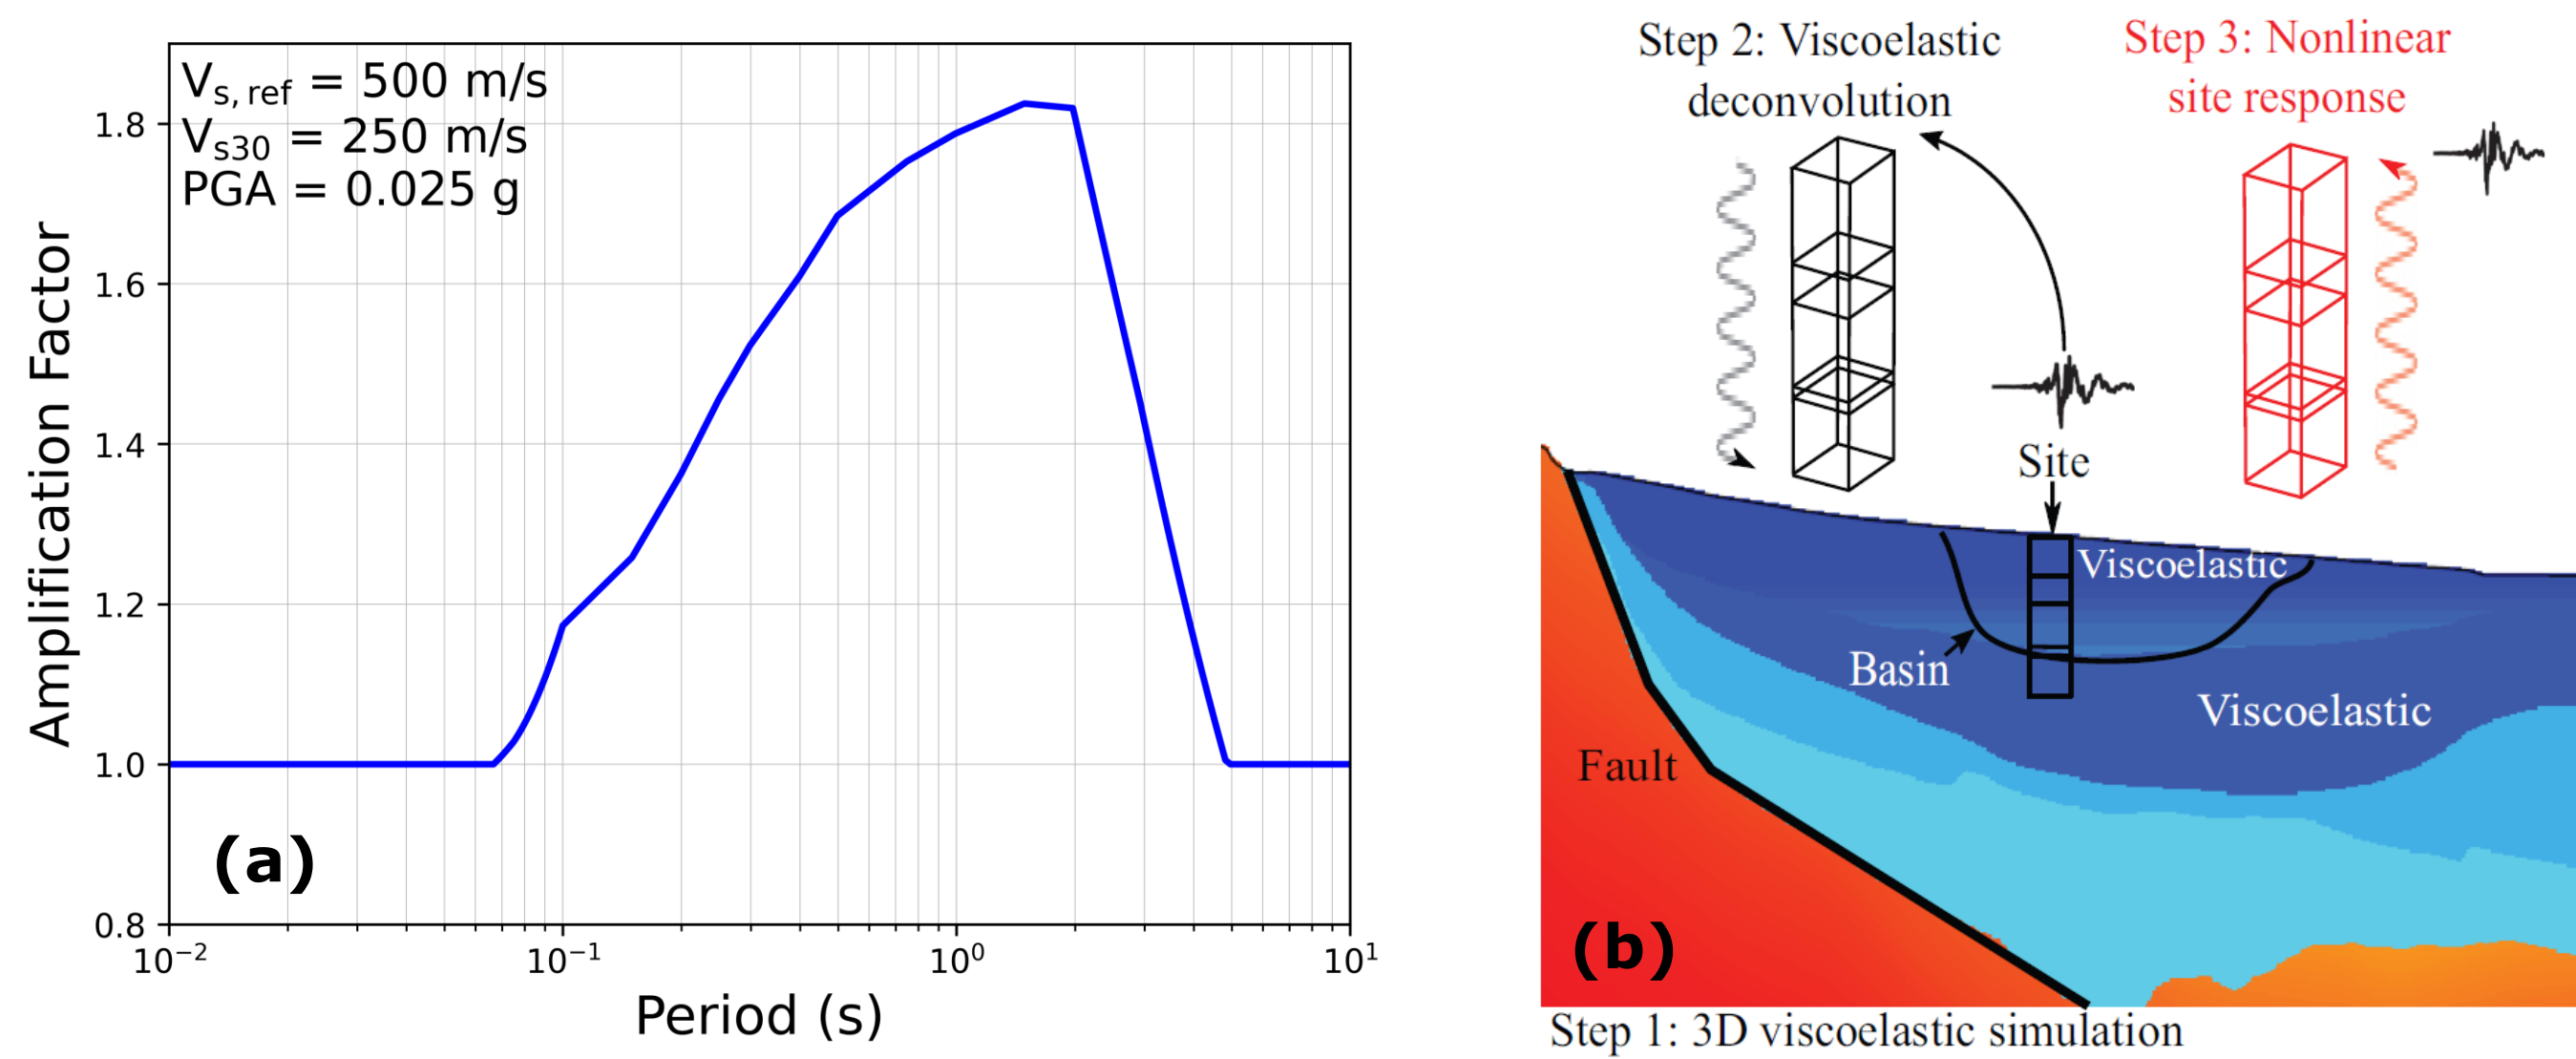 V_s, ref = 500 m/s
V_s30 = 250 m/s
PGA = 0.025 g
Amplification Factor
1.8
1.6
1.4
1.2
1.0
0.8
10⁻²
10⁻¹
10⁰
10¹
Period (s)
(a)
Step 2: Viscoelastic
deconvolution
Step 3: Nonlinear
site response
Site
Viscoelastic
Basin
Viscoelastic
Fault
(b)
Step 1: 3D viscoelastic simulation